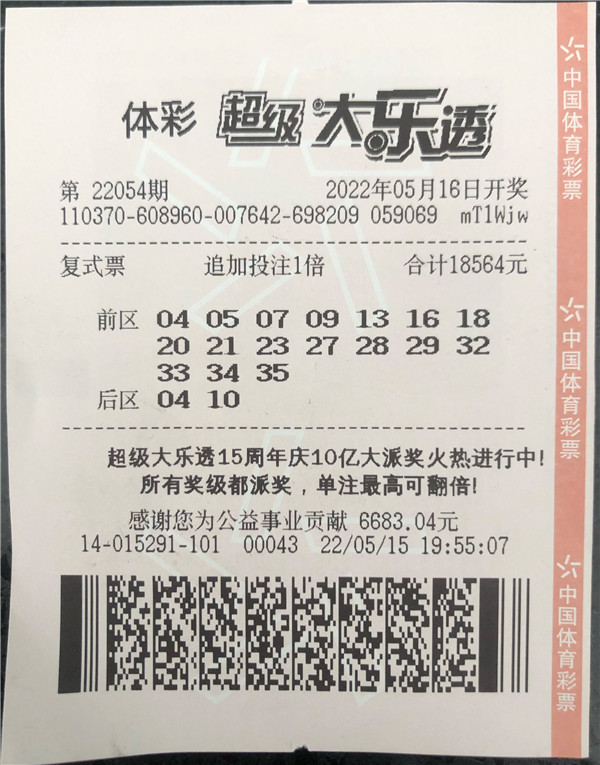 体彩 超级大乐透
第 22054期 2022年05月16日开奖
110370-608960-007642-698209 059069 mT1Wjw
复式票 追加投注1倍 合计18564元
前区 04 05 07 09 13 16 18
20 21 23 27 28 29 32
33 34 35
后区 04 10
超级大乐透15周年庆10亿大派奖火热进行中!
所有奖级都派奖，单注最高可翻倍!
感谢您为公益事业贡献 6683.04元
14-015291-101 00043 22/05/15 19:55:07
中国体育彩票
中国体育彩票
中国体育彩票